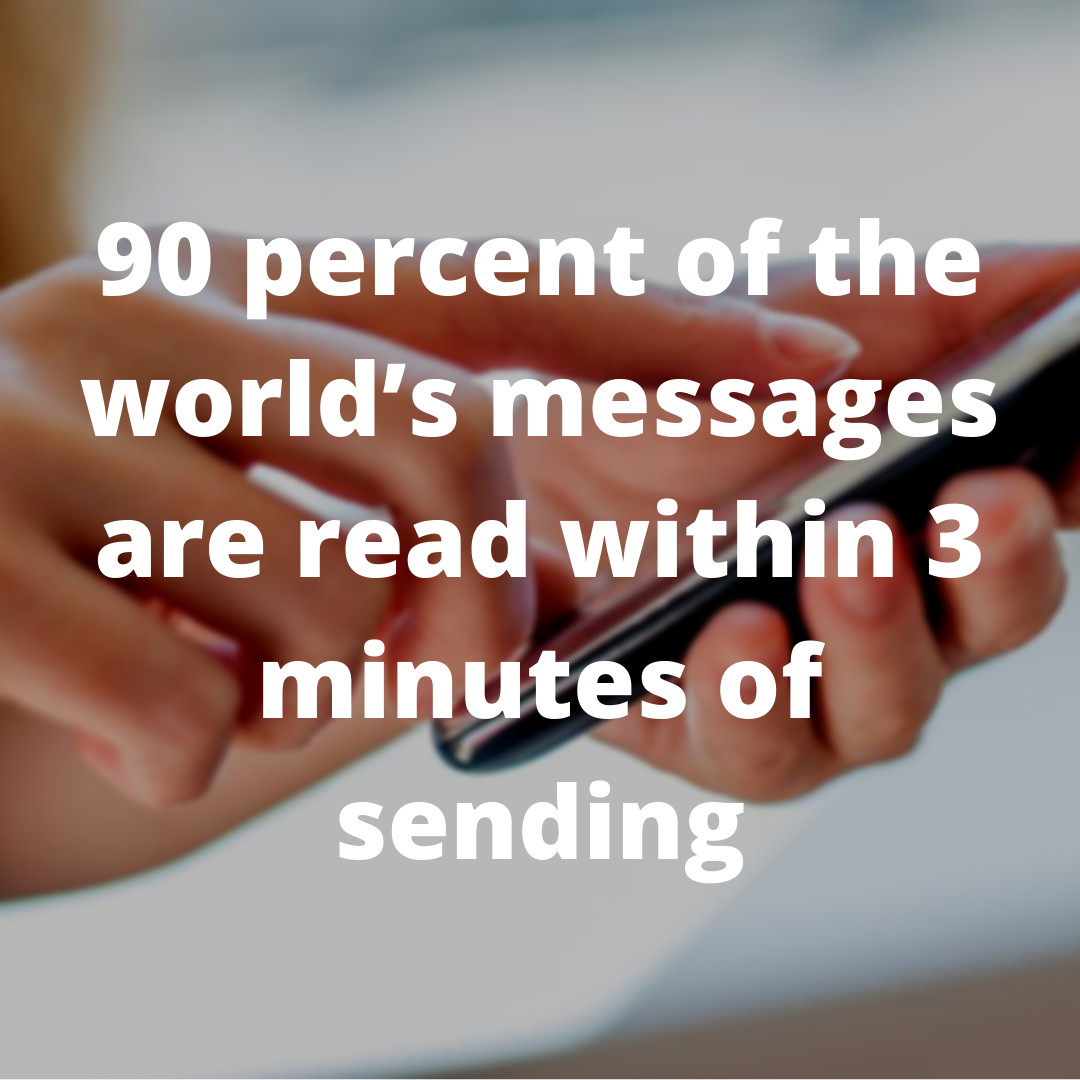 90 percent of the
world’s messages
are read within 3
minutes of
sending